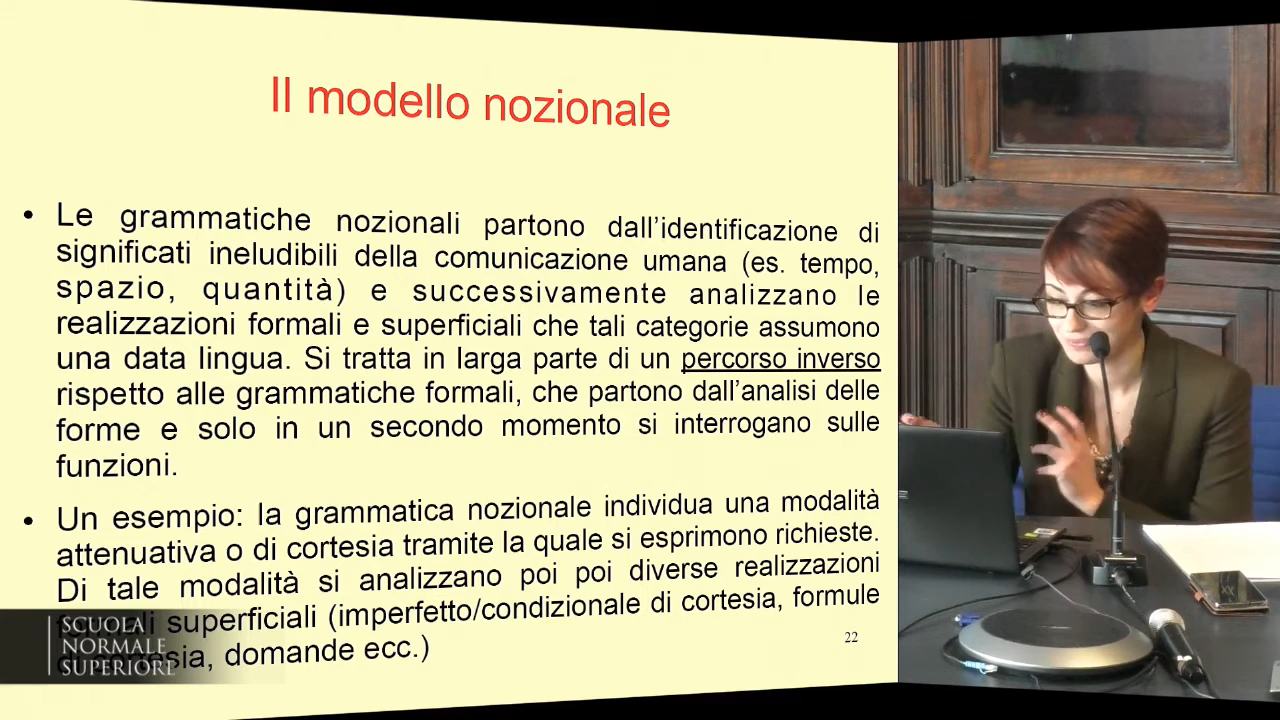 Il modello nozionale
• Le grammatiche nozionali partono dall'identificazione di
significati ineludibili della comunicazione umana (es. tempo,
spazio, quantità) e successivamente analizzano le
realizzazioni formali e superficiali che tali categorie assumono
una data lingua. Si tratta in larga parte di un percorso inverso
rispetto alle grammatiche formali, che partono dall'analisi delle
forme e solo in un secondo momento si interrogano sulle
funzioni.
• Un esempio: la grammatica nozionale individua una modalità
attenuativa o di cortesia tramite la quale si esprimono richieste.
Di tale modalità si analizzano poi poi diverse realizzazioni
formali superficiali (imperfetto/condizionale di cortesia, formule
di cortesia, domande ecc.)
22
SCUOLA
NORMALE
SUPERIORE